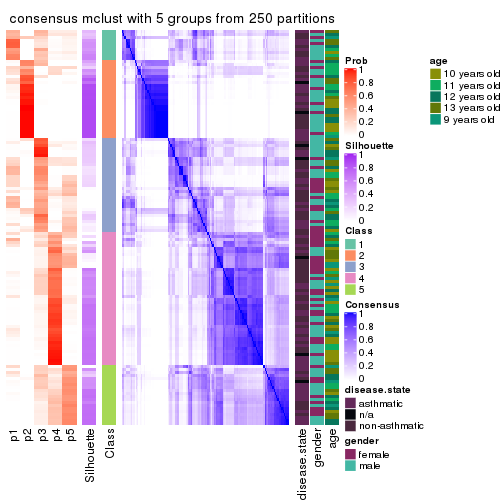 consensus mclust with 5 groups from 250 partitions
Prob
1
0.8
0.6
0.4
0.2
0
Silhouette
1
0.8
0.6
0.4
0.2
0
Class
1
2
3
4
5
Consensus
1
0.8
0.6
0.4
0.2
0
disease.state
asthmatic
n/a
non-asthmatic
gender
female
male
age
10 years old
11 years old
12 years old
13 years old
9 years old
p1
p2
p3
p4
p5
Silhouette
Class
disease.state
gender
age